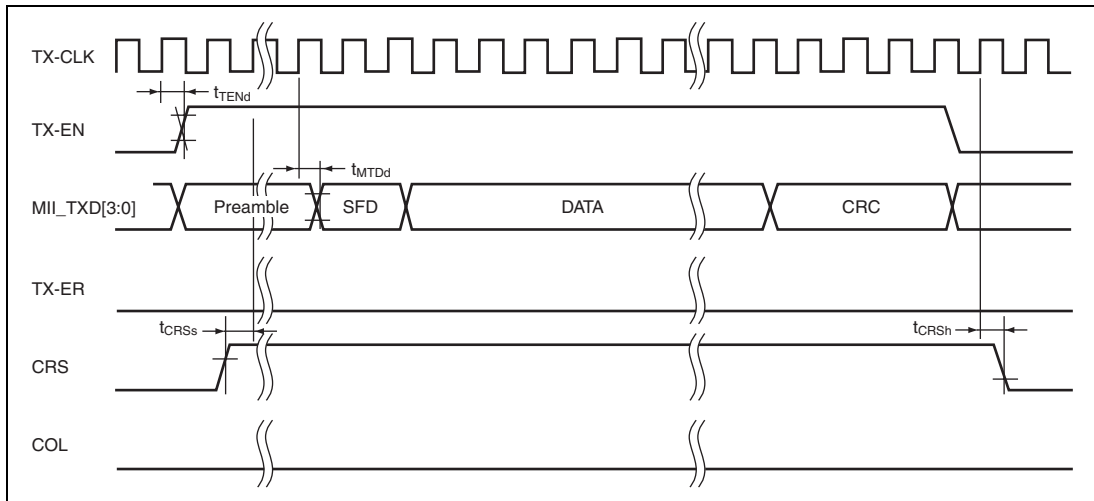 TX-CLK
tTENd
TX-EN
tMTDd
MII_TXD[3:0]
Preamble
SFD
DATA
CRC
TX-ER
tCRSs
tCRSh
CRS
COL